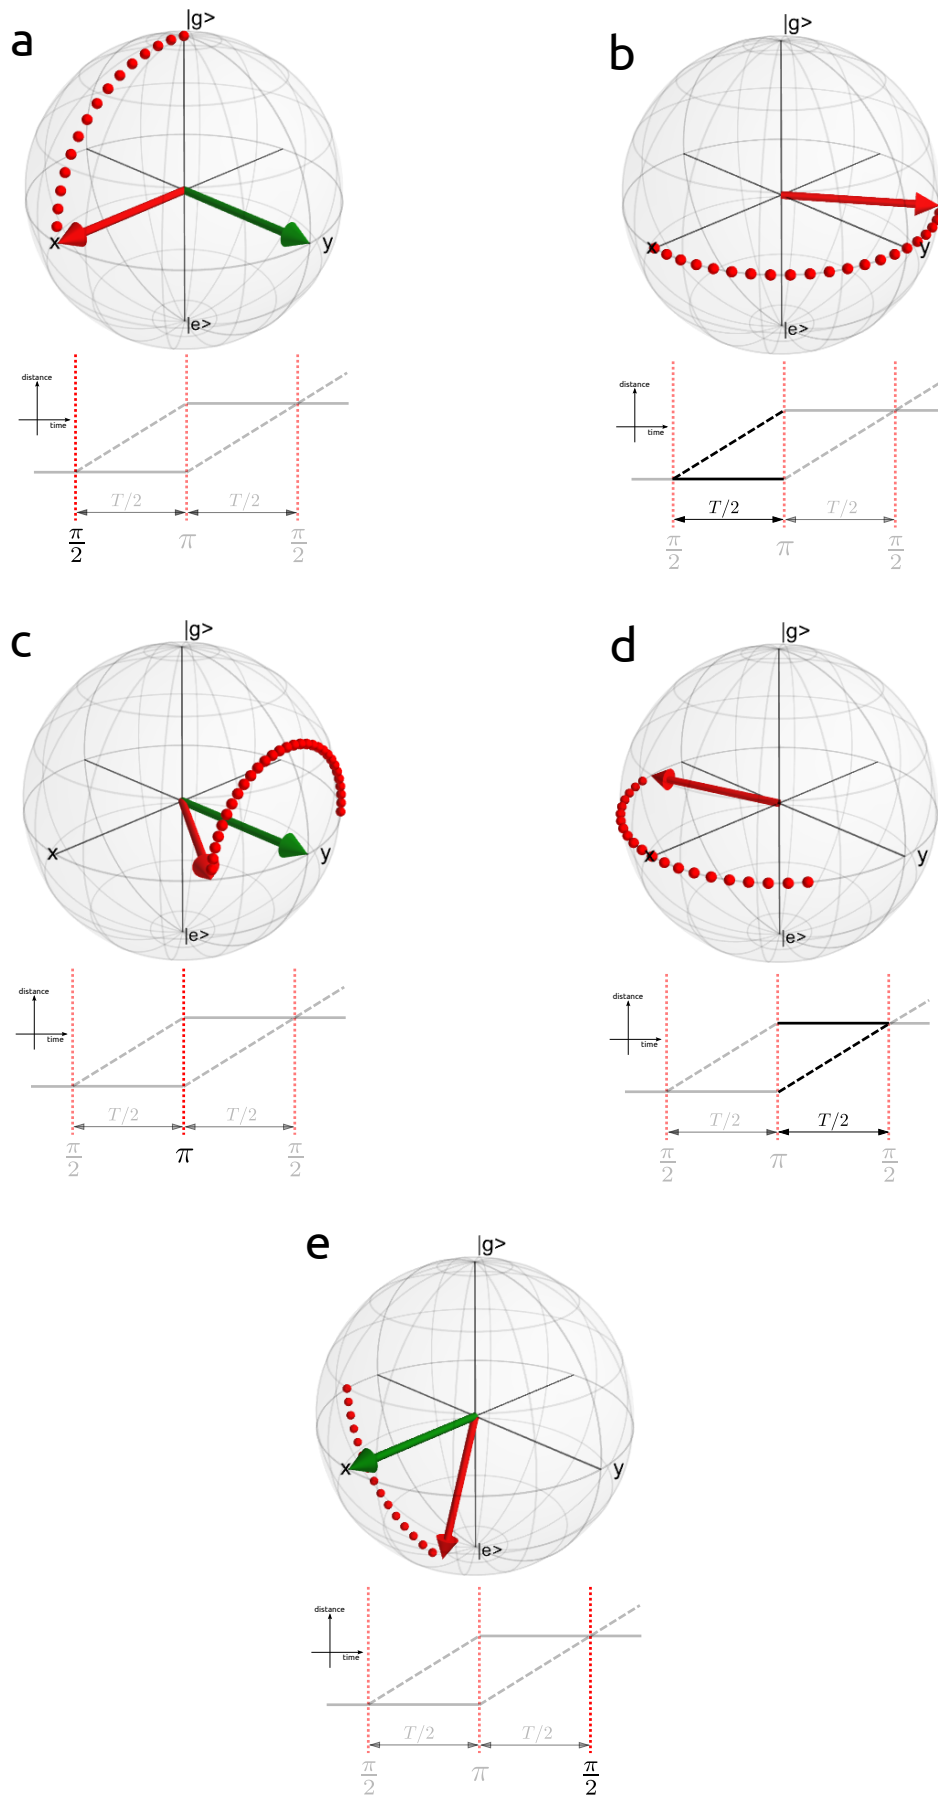 a
|g>
x
y
|e>
distance
time
T/2 T/2
π/2 π π/2
b
|g>
x
y
|e>
distance
time
T/2 T/2
π/2 π π/2
c
|g>
x
y
|e>
distance
time
T/2 T/2
π/2 π π/2
d
|g>
x
y
|e>
distance
time
T/2 T/2
π/2 π π/2
e
|g>
x
y
|e>
distance
time
T/2 T/2
π/2 π π/2